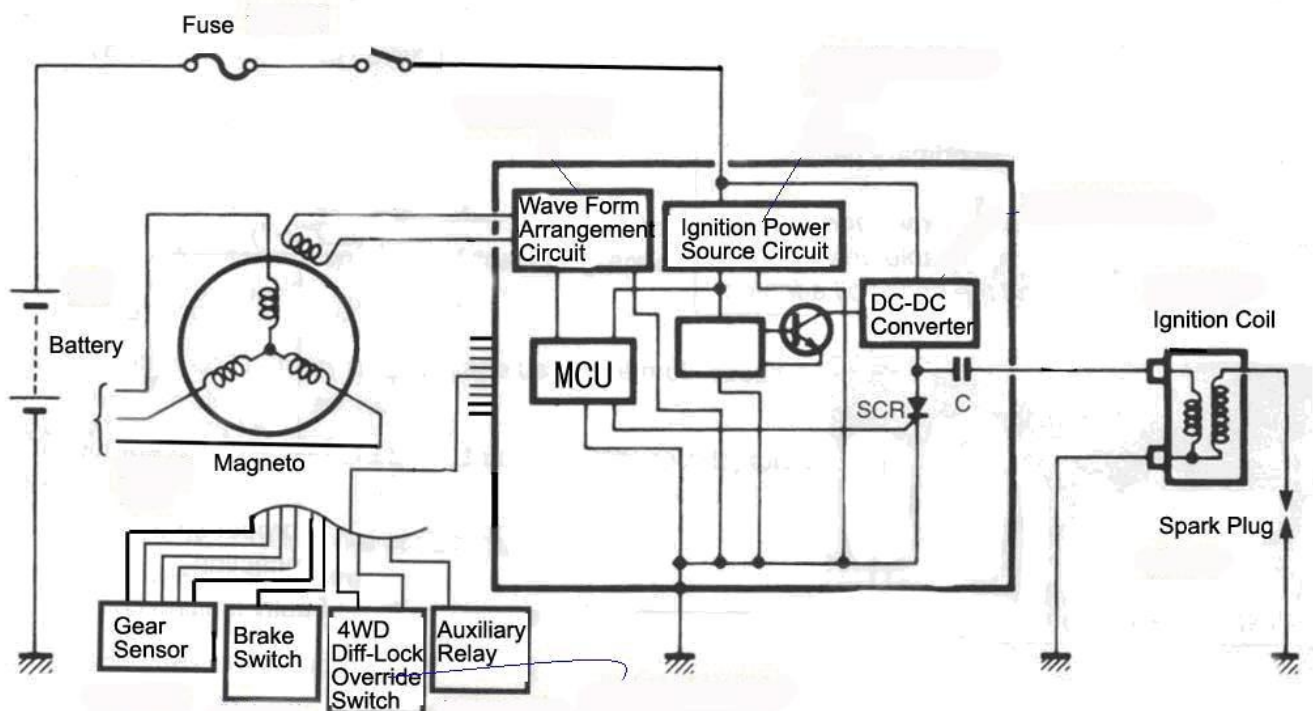 Fuse
Wave Form
Arrangement
Circuit
Ignition Power
Source Circuit
Battery
DC-DC
Converter
Ignition Coil
MCU
SCR
C
Magneto
Spark Plug
Gear
Sensor
Brake
Switch
4WD
Diff-Lock
Override
Switch
Auxiliary
Relay